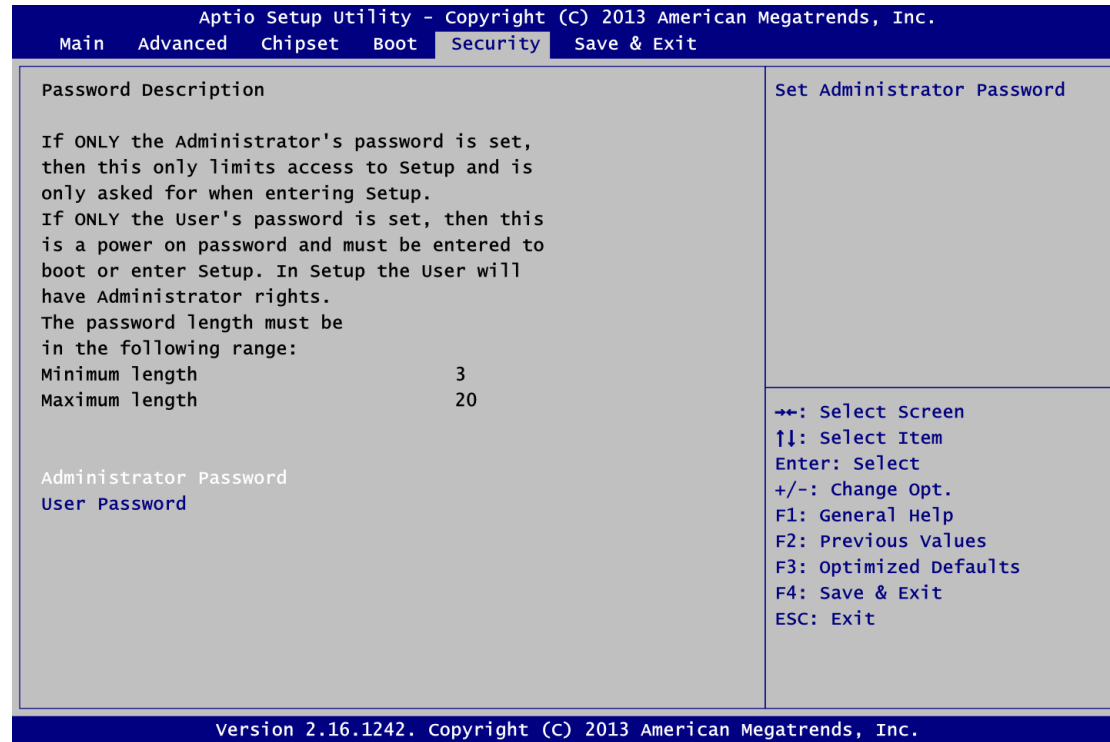 Aptio Setup Utility - Copyright (C) 2013 American Megatrends, Inc.
Main Advanced Chipset Boot Security Save & Exit
Password Description
If ONLY the Administrator's password is set,
then this only limits access to Setup and is
only asked for when entering Setup.
If ONLY the User's password is set, then this
is a power on password and must be entered to
boot or enter Setup. In Setup the User will
have Administrator rights.
The password length must be
in the following range:
Minimum length 3
Maximum length 20
Administrator Password
User Password
Set Administrator Password
→←: Select Screen
↑↓: Select Item
Enter: Select
+/-: Change Opt.
F1: General Help
F2: Previous Values
F3: Optimized Defaults
F4: Save & Exit
ESC: Exit
Version 2.16.1242. Copyright (C) 2013 American Megatrends, Inc.